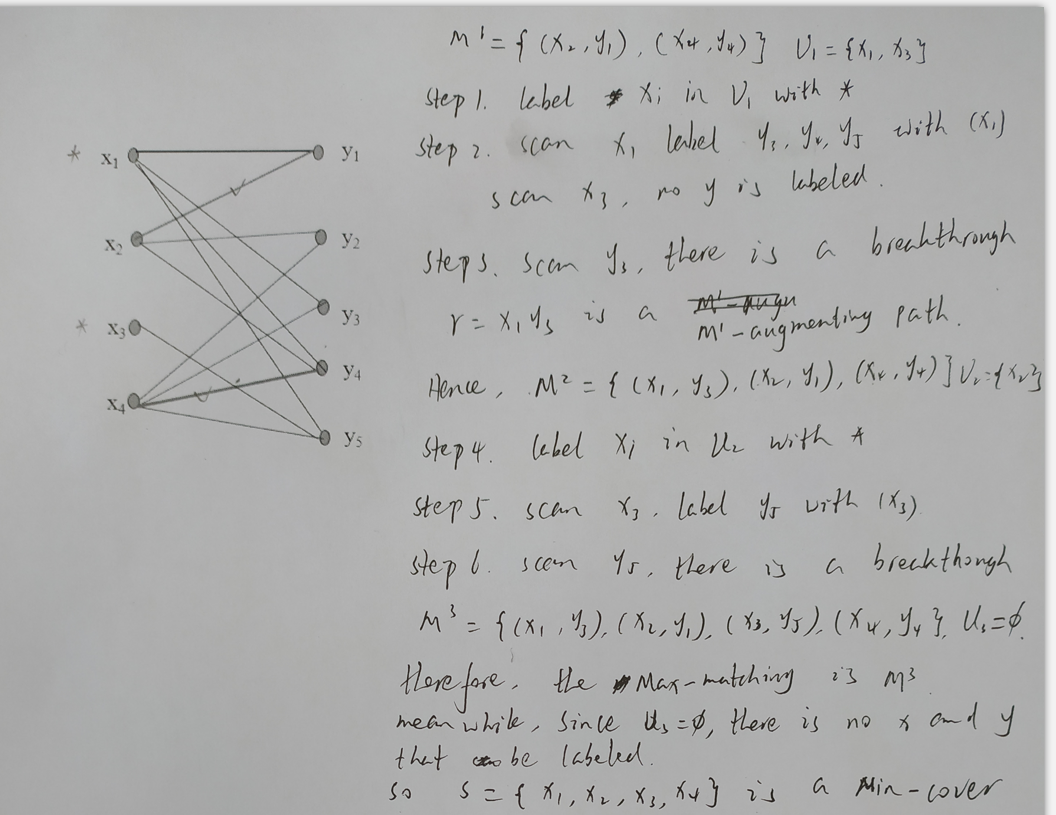 M¹ = { (x₂, y₁), (x₄, y₄) } U₁ = {x₁, x₃}
Step 1. label xi in U₁ with *
Step 2. scan x₁ label y₃, y₄, y₅ with (x₁)
scan x₃, no y is labeled.
Step 3. scan y₃, there is a breakthrough
r = x₁y₃ is a M¹-augmenting path.
Hence, M² = { (x₁, y₃), (x₂, y₁), (x₄, y₄) } U₂ = {x₃}
Step 4. label xi in U₂ with *
Step 5. scan x₃. label y₅ with (x₃).
Step 6. scan y₅, there is a breakthough
M³ = {(x₁, y₃), (x₂, y₁), (x₃, y₅), (x₄, y₄}, U₃=ϕ.
therefore, the Max-matching is M³
meanwhile, since U₃=ϕ, there is no x and y
that can be labeled.
so S = { x₁, x₂, x₃, x₄} is a Min-cover
* x₁ y₁
x₂ y₂
* x₃ y₃
x₄ y₄
y₅